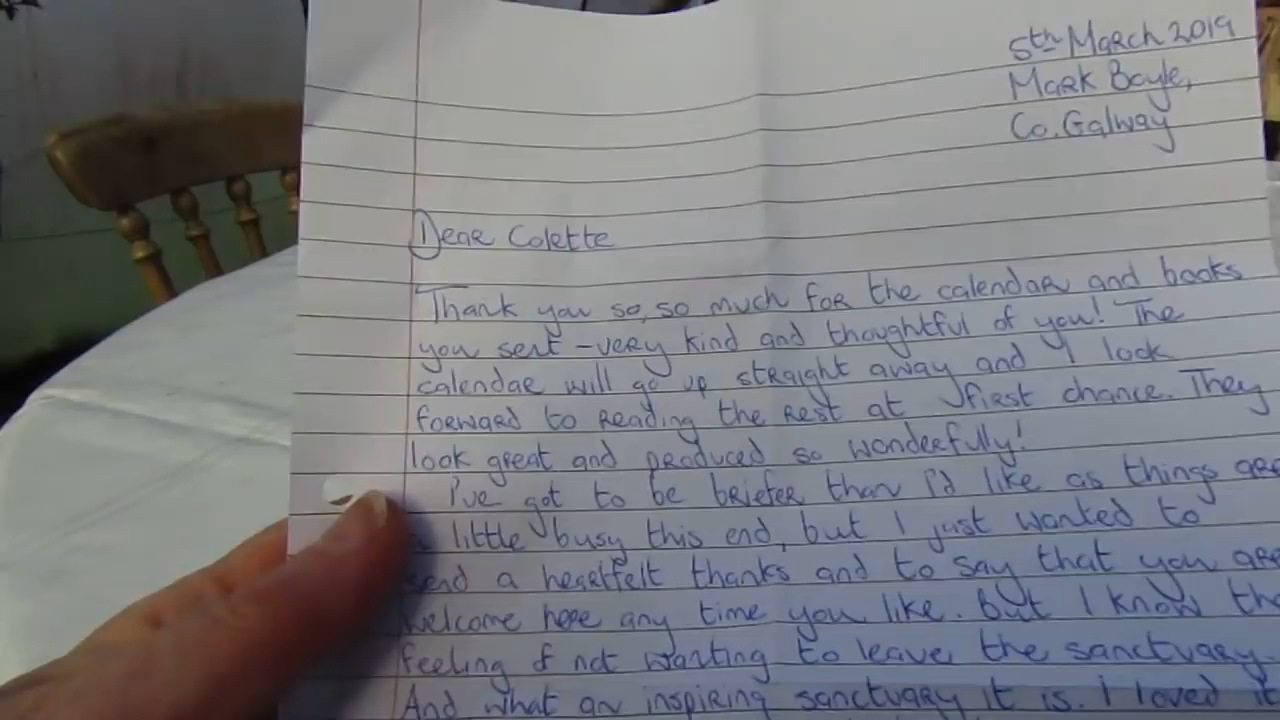 5th March 2019
Mark Boyle,
Co. Galway
Dear Colette
Thank you so, so much for the calendar and books
you sent - very kind and thoughtful of you! The
calendar will go up straight away and I look
forward to reading the rest at first chance. They
look great and produced so wonderfully!
I've got to be briefer than I'd like as things are
a little busy this end, but I just wanted to
send a heartfelt thanks and to say that you are
welcome here any time you like. But I know the
feeling of not wanting to leave the sanctuary.
And what an inspiring sanctuary it is. I loved it